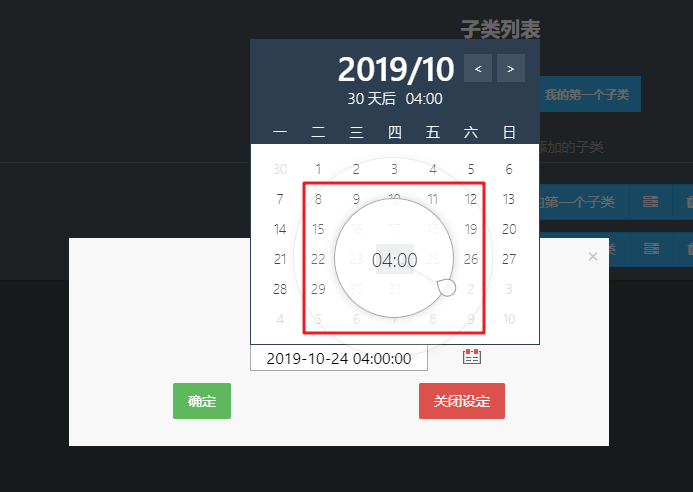 子类列表
2019/10 < >
我的第一个子类
30 天后 04:00
一 二 三 四 五 六 日
添加的子类
30 1 2 3 4 5 6
7 8 9 10 11 12 13
的第一个子类
14 15 16 17 18 19 20
子类
21 22 23 04:00 25 26 27
×
28 29 30 31 2 3
4 5 6 7 8 9 10
2019-10-24 04:00:00
确定 关闭设定